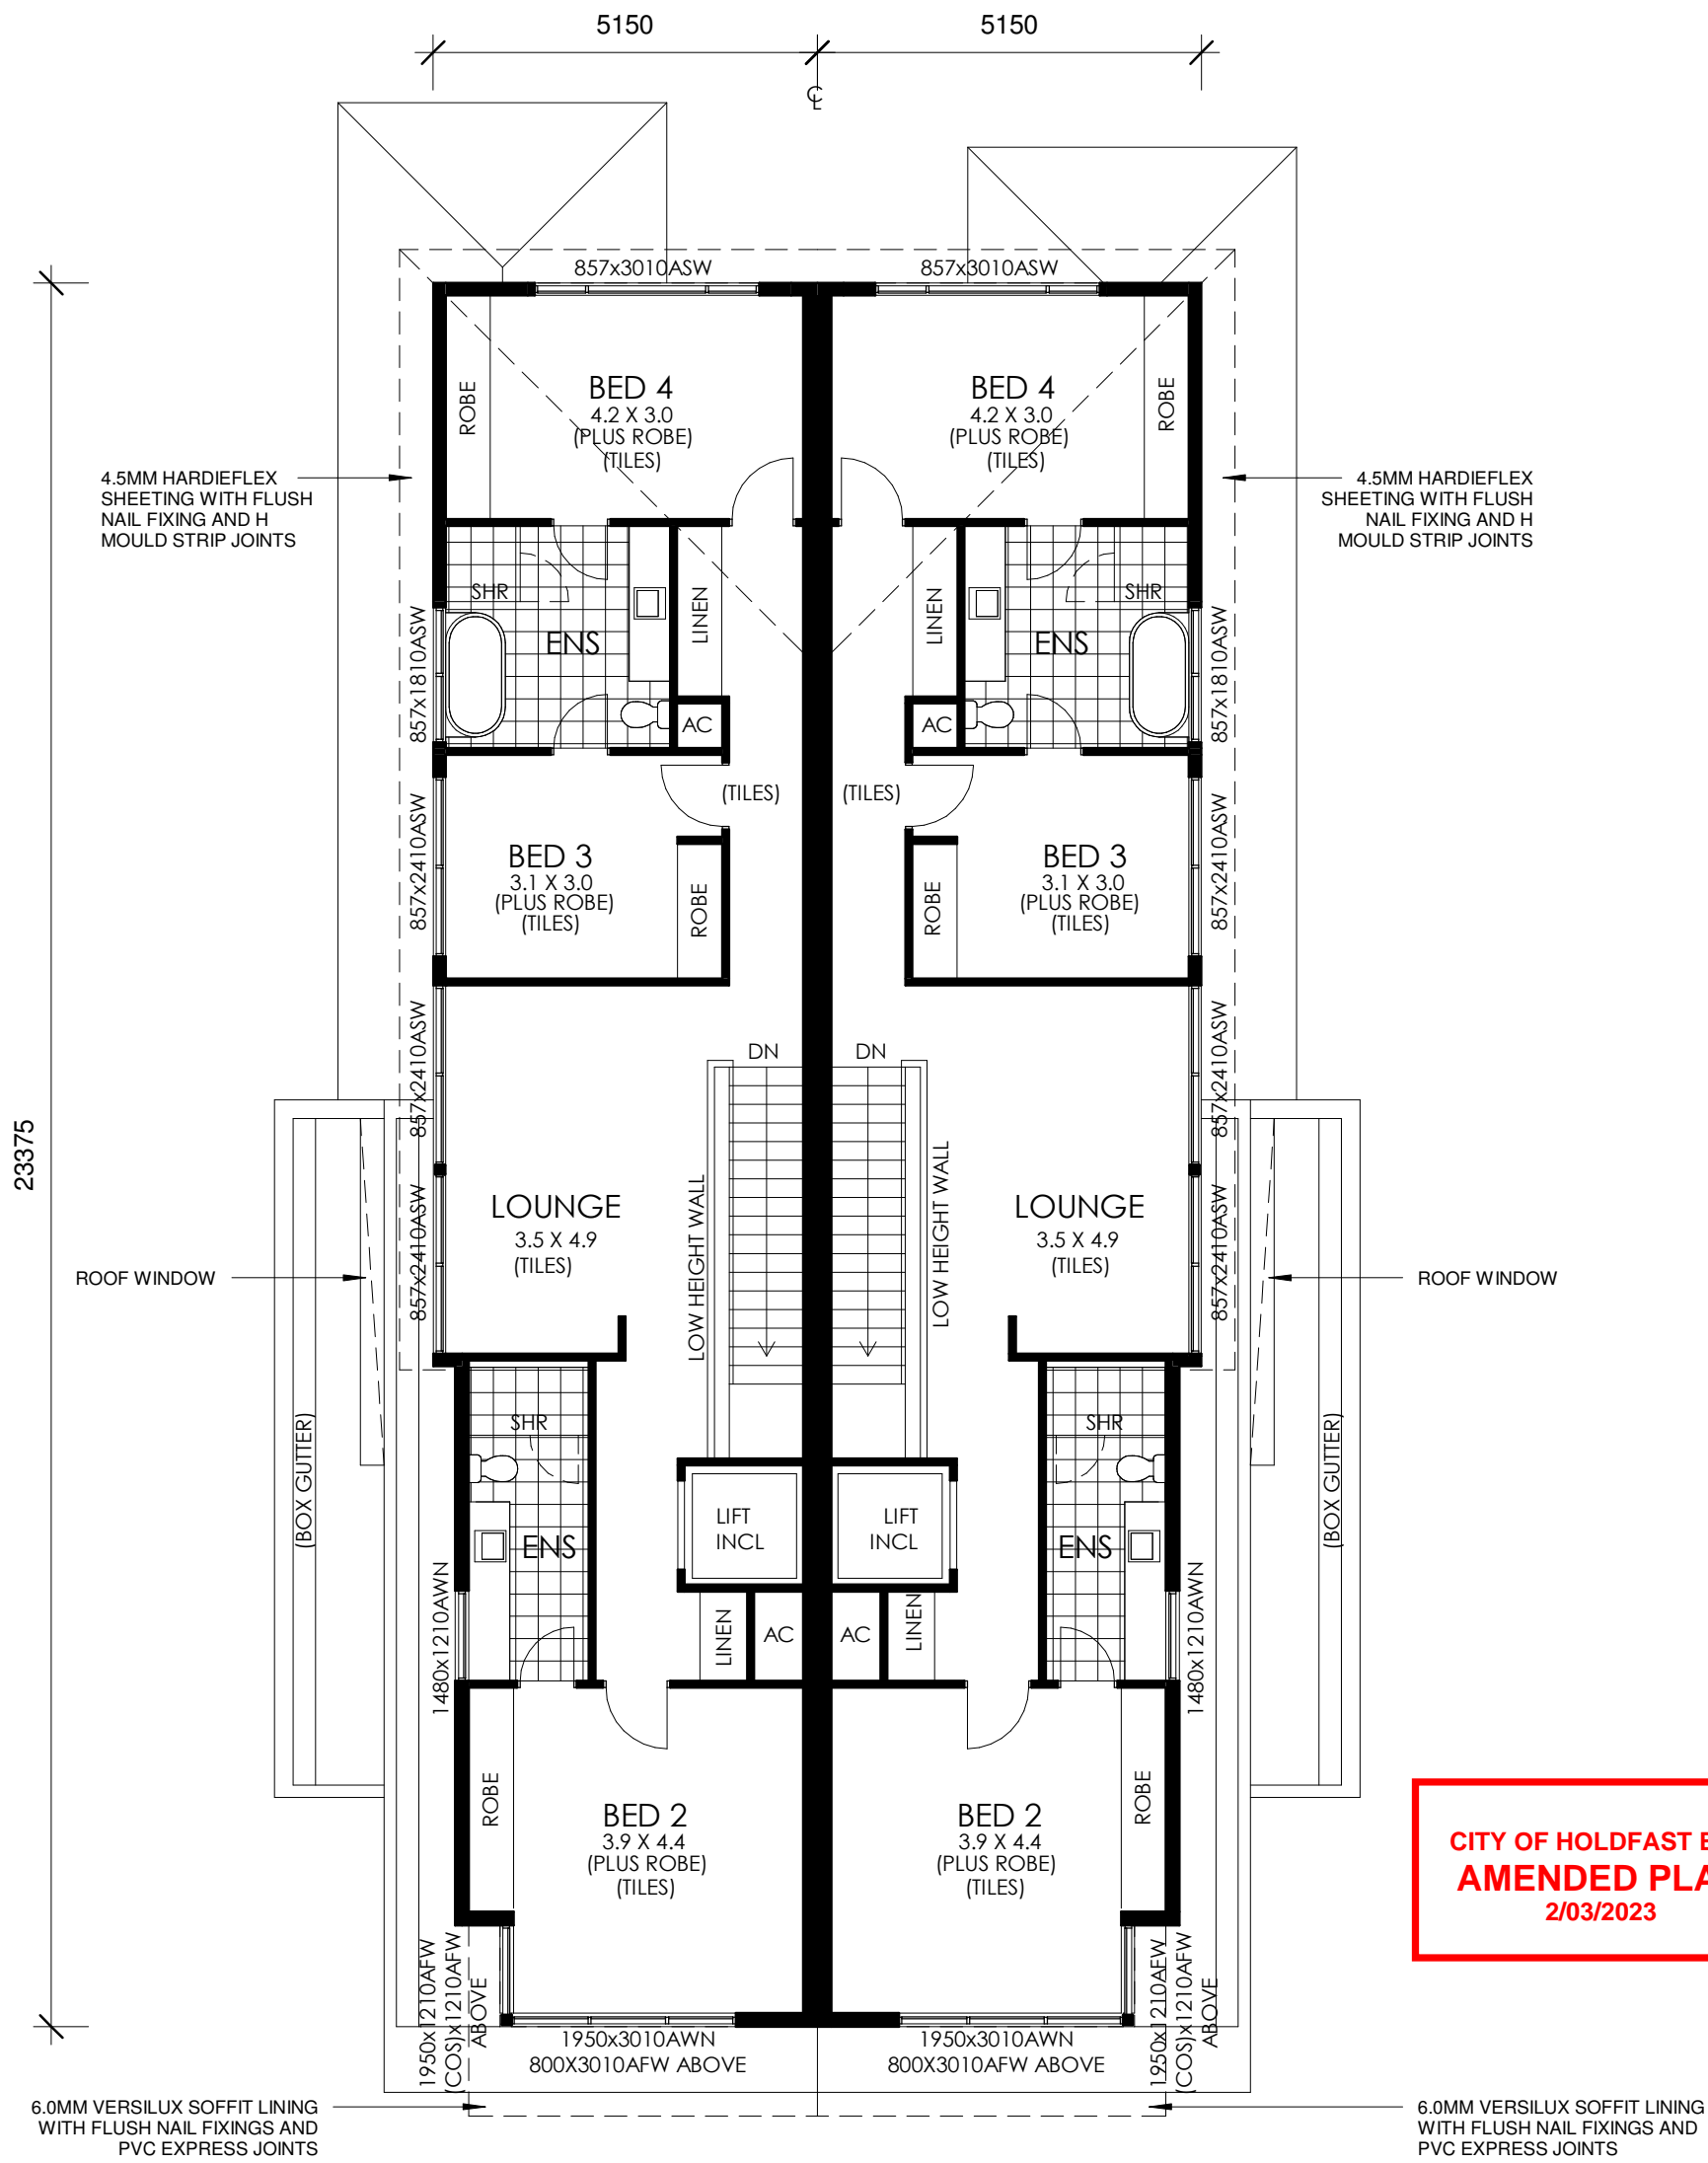 5150
5150
℄
857x3010ASW
857x3010ASW
BED 4
4.2 X 3.0
(PLUS ROBE)
(TILES)
ROBE
BED 4
4.2 X 3.0
(PLUS ROBE)
(TILES)
ROBE
4.5MM HARDIEFLEX
SHEETING WITH FLUSH
NAIL FIXING AND H
MOULD STRIP JOINTS
4.5MM HARDIEFLEX
SHEETING WITH FLUSH
NAIL FIXING AND H
MOULD STRIP JOINTS
SHR
ENS
LINEN
AC
857x1810ASW
LINEN
AC
SHR
ENS
857x1810ASW
(TILES)
(TILES)
857x2410ASW
BED 3
3.1 X 3.0
(PLUS ROBE)
(TILES)
ROBE
ROBE
BED 3
3.1 X 3.0
(PLUS ROBE)
(TILES)
857x2410ASW
23375
857x2410ASW
857x2410ASW
DN
DN
857x2410ASW
857x2410ASW
LOUNGE
3.5 X 4.9
(TILES)
LOW HEIGHT WALL
LOW HEIGHT WALL
LOUNGE
3.5 X 4.9
(TILES)
ROOF WINDOW
ROOF WINDOW
(BOX GUTTER)
(BOX GUTTER)
SHR
ENS
1480x1210AWN
LIFT
INCL
LIFT
INCL
SHR
ENS
1480x1210AWN
LINEN
AC
AC
LINEN
ROBE
BED 2
3.9 X 4.4
(PLUS ROBE)
(TILES)
BED 2
3.9 X 4.4
(PLUS ROBE)
(TILES)
ROBE
CITY OF HOLDFAST
AMENDED
2/03/2023
1950x1210AFW
(COS)x1210AFW
ABOVE
1950x3010AWN
800X3010AFW ABOVE
1950x3010AWN
800X3010AFW ABOVE
1950x1210AFW
(COS)x1210AFW
ABOVE
6.0MM VERSILUX SOFFIT LINING
WITH FLUSH NAIL FIXINGS AND
PVC EXPRESS JOINTS
6.0MM VERSILUX SOFFIT LINING
WITH FLUSH NAIL FIXINGS AND
PVC EXPRESS JOINTS